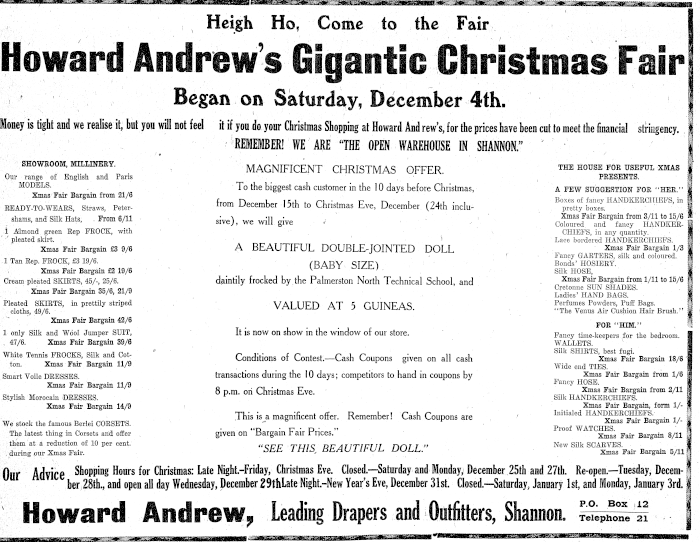 Heigh Ho, Come to the Fair
Howard Andrew's Gigantic Christmas Fair
Began on Saturday, December 4th.
Money is tight and we realise it, but you will not feel it if you do your Christmas Shopping at Howard And rew's, for the prices have been cut to meet the financial stringency.
REMEMBER! WE ARE "THE OPEN WAREHOUSE IN SHANNON."
SHOWROOM, MILLINERY.
Our range of English and Paris
MODELS.
Xmas Fair Bargain from 21/6
READY-TO-WEARS, Straws, Peter-
shams, and Silk Hats, From 6/11
1 Almond green Rep FROCK, with
pleated skirt.
Xmas Fair Bargain £3 9/6
1 Tan Rep. FROCK, £3 19/6.
Xmas Fair Bargain £2 19/6
Cream pleated SKIRTS, 45/-, 25/6.
Xmas Fair Bargain 35/6, 21/9
Pleated SKIRTS, in prettily striped
cloths, 49/6.
Xmas Fair Bargain 42/6
1 only Silk and Wool Jumper SUIT,
47/6. Xmas Fair Bargain 39/6
White Tennis FROCKS, Silk and Cot-
ton. Xmas Fair Bargain 11/9
Smart Voile DRESSES.
Xmas Fair Bargain 11/9
Stylish Morocain DRESSES.
Xmas Fair Bargain 14/9
We stock the famous Berlei CORSETS.
The latest thing in Corsets and offer
them at a reduction of 10 per cent.
during our Xmas Fair.
MAGNIFICENT CHRISTMAS OFFER.
To the biggest cash customer in the 10 days before Christmas,
from December 15th to Christmas Eve, December (24th inclu-
sive), we will give
A BEAUTIFUL DOUBLE-JOINTED DOLL
(BABY SIZE)
daintily frocked by the Palmerston North Technical School, and
VALUED AT 5 GUINEAS.
It is now on show in the window of our store.
Conditions of Contest.—Cash Coupons given on all cash
transactions during the 10 days; competitors to hand in coupons by
8 p.m. on Christmas Eve.
This is a magnificent offer. Remember! Cash Coupons are
given on "Bargain Fair Prices."
"SEE THIS BEAUTIFUL DOLL."
THE HOUSE FOR USEFUL XMAS
PRESENTS.
A FEW SUGGESTION FOR "HER."
Boxes of fancy HANDKERCHIEFS, in
pretty boxes.
Xmas Fair Bargain from 3/11 to 15/6
Coloured and fancy HANDKER-
CHIEFS, in any quantity.
Lace bordered HANDKERCHIEFS.
Xmas Fair Bargain 1/3
Fancy GARTERS, silk and coloured.
Bonds' HOSIERY.
Silk HOSE,
Xmas Fair Bargain from 1/11 to 15/6
Cretonne SUN SHADES.
Ladies' HAND BAGS.
Perfumes Powders, Puff Bags.
"The Venus Air Cushion Hair Brush."
FOR "HIM."
Fancy time-keepers for the bedroom.
WALLETS.
Silk SHIRTS, best fugi.
Xmas Fair Bargain 18/6
Wide end TIES.
Xmas Fair Bargain from 1/6
Fancy HOSE.
Xmas Fair Bargain from 2/11
Silk HANDKERCHIEFS.
Xmas Fair Bargain, form 1/-
Initialed HANDKERCHIEFS.
Xmas Fair Bargain 1/-
Proof WATCHES.
Xmas Fair Bargain 8/11
New Silk SCARVES.
Xmas Fair Bargain 5/11
Our Advice Shopping Hours for Christmas: Late Night.-Friday, Christmas Eve. Closed.—Saturday and Monday, December 25th and 27th. Re-open.—Tuesday, Decem-
ber 28th., and open all day Wednesday, December 29th Late Night.—New Year's Eve, December 31st. Closed.—Saturday, January 1st, and Monday, January 3rd.
Howard Andrew, Leading Drapers and Outfitters, Shannon. P.O. Box 12
Telephone 21